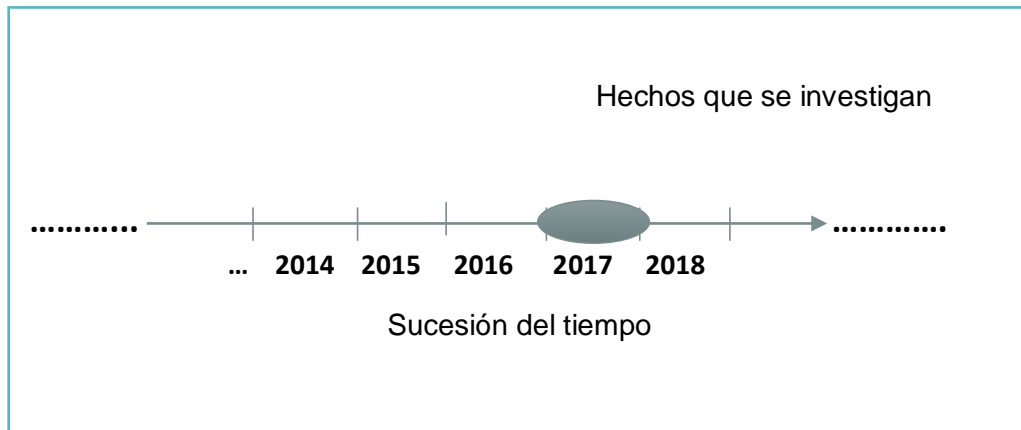 Hechos que se investigan
............ .............
... 2014 2015 2016 2017 2018
Sucesión del tiempo